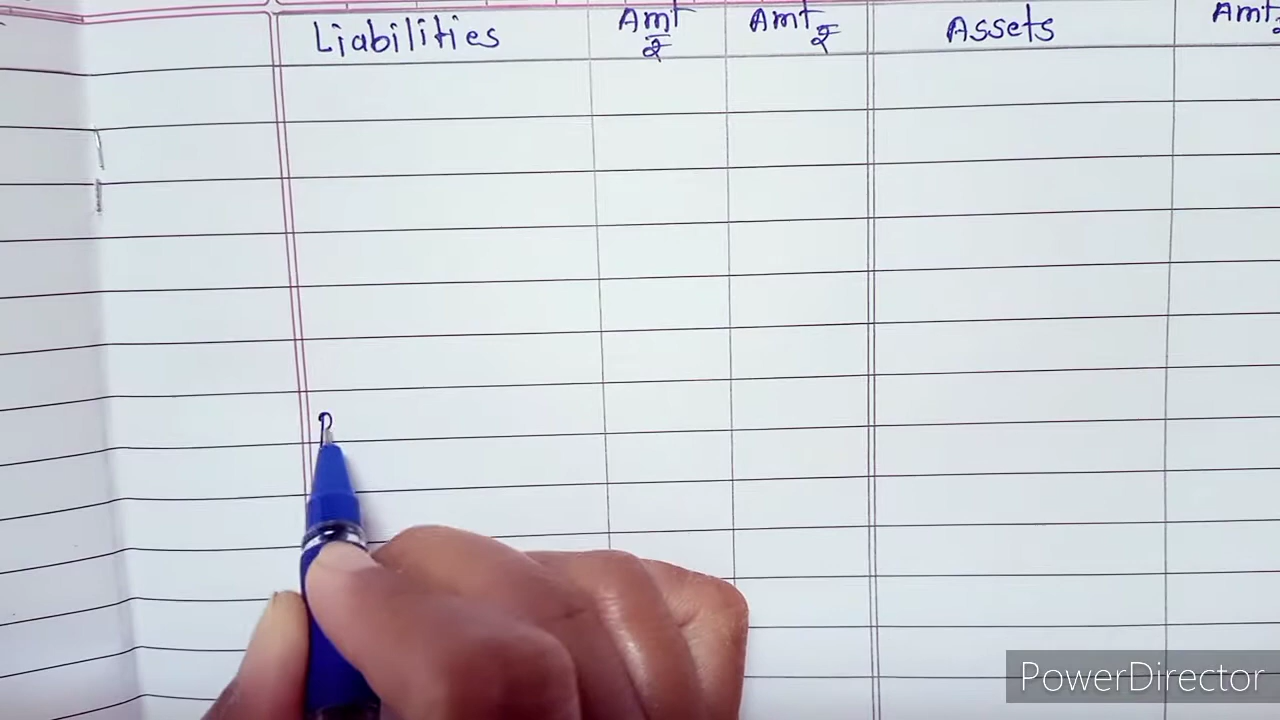 Liabilities Amt ₹ Amt ₹ Assets Amt ₹
P
PowerDirector